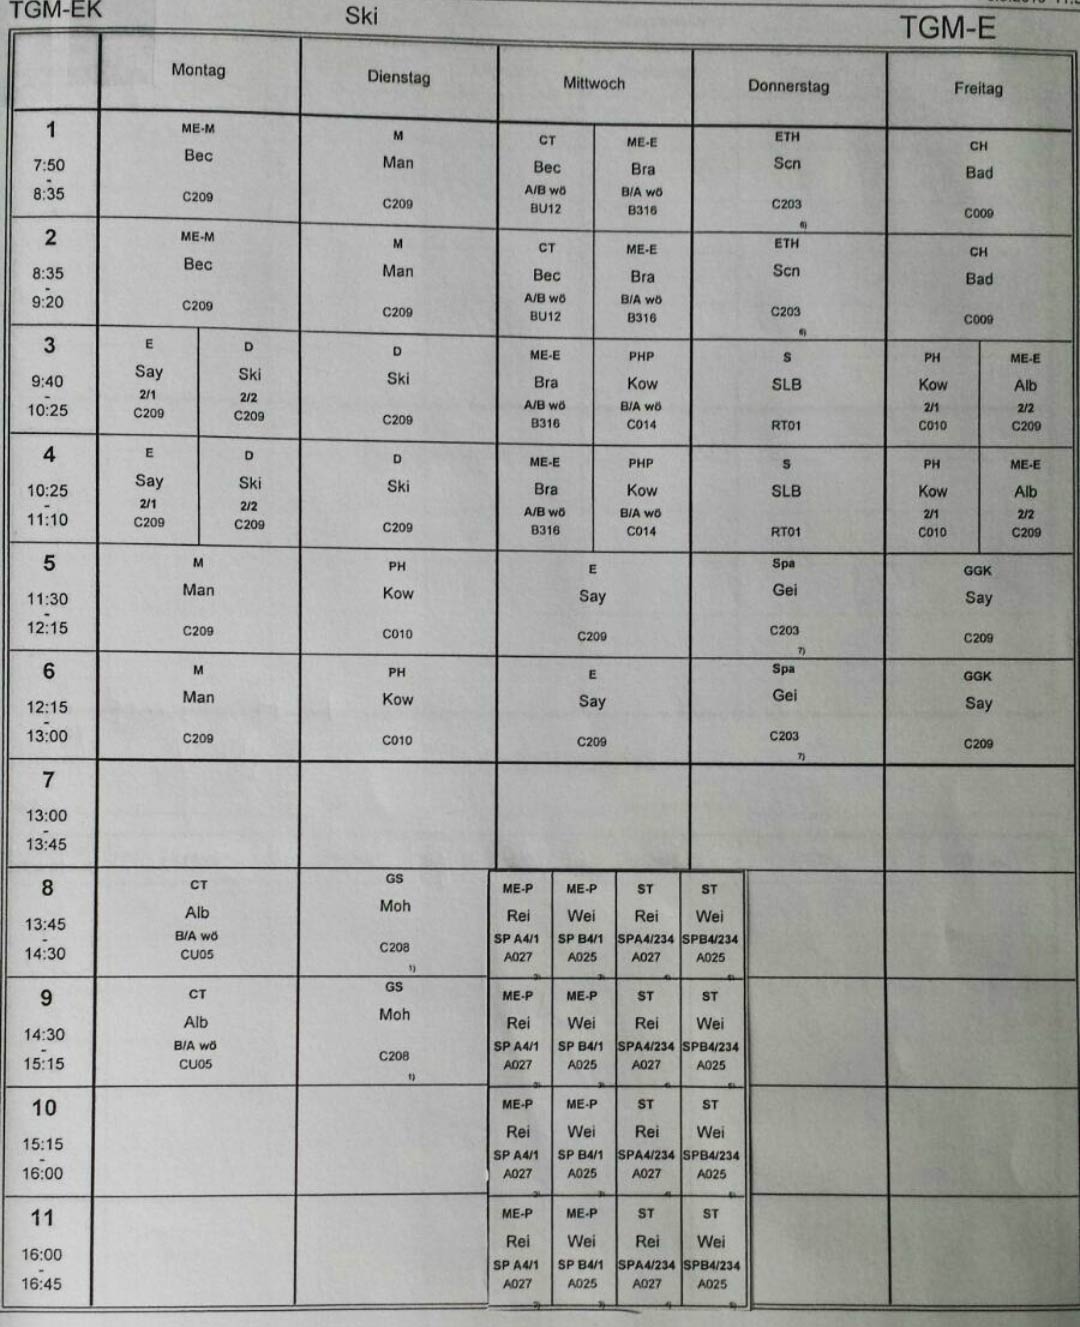 TGM-EK Ski TGM-E
Montag Dienstag Mittwoch Donnerstag Freitag
1 ME-M M CT ME-E ETH CH
7:50 Bec Man Bec Bra Scn Bad
- A/B wö B/A wö
8:35 C209 C209 BU12 B316 C203 C009
6)
2 ME-M M CT ME-E ETH CH
8:35 Bec Man Bec Bra Scn Bad
- A/B wö B/A wö
9:20 C209 C209 BU12 B316 C203 C009
6)
3 E D D ME-E PHP S PH ME-E
9:40 Say Ski Ski Bra Kow SLB Kow Alb
- 2/1 2/2 A/B wö B/A wö 2/1 2/2
10:25 C209 C209 C209 B316 C014 RT01 C010 C209
4 E D D ME-E PHP S PH ME-E
10:25 Say Ski Ski Bra Kow SLB Kow Alb
- 2/1 2/2 A/B wö B/A wö 2/1 2/2
11:10 C209 C209 C209 B316 C014 RT01 C010 C209
5 M PH E Spa GGK
11:30 Man Kow Say Gei Say
-
12:15 C209 C010 C209 C203 C209
7)
6 M PH E Spa GGK
12:15 Man Kow Say Gei Say
-
13:00 C209 C010 C209 C203 C209
7)
7
13:00
-
13:45
8 CT GS ME-P ME-P ST ST
13:45 Alb Moh Rei Wei Rei Wei
- B/A wö SP A4/1 SP B4/1 SPA4/234 SPB4/234
14:30 CU05 C208 A027 A025 A027 A025
1)
9 CT GS ME-P ME-P ST ST
14:30 Alb Moh Rei Wei Rei Wei
- B/A wö SP A4/1 SP B4/1 SPA4/234 SPB4/234
15:15 CU05 C208 A027 A025 A027 A025
1)
10 ME-P ME-P ST ST
15:15 Rei Wei Rei Wei
- SP A4/1 SP B4/1 SPA4/234 SPB4/234
16:00 A027 A025 A027 A025
11 ME-P ME-P ST ST
16:00 Rei Wei Rei Wei
- SP A4/1 SP B4/1 SPA4/234 SPB4/234
16:45 A027 A025 A027 A025